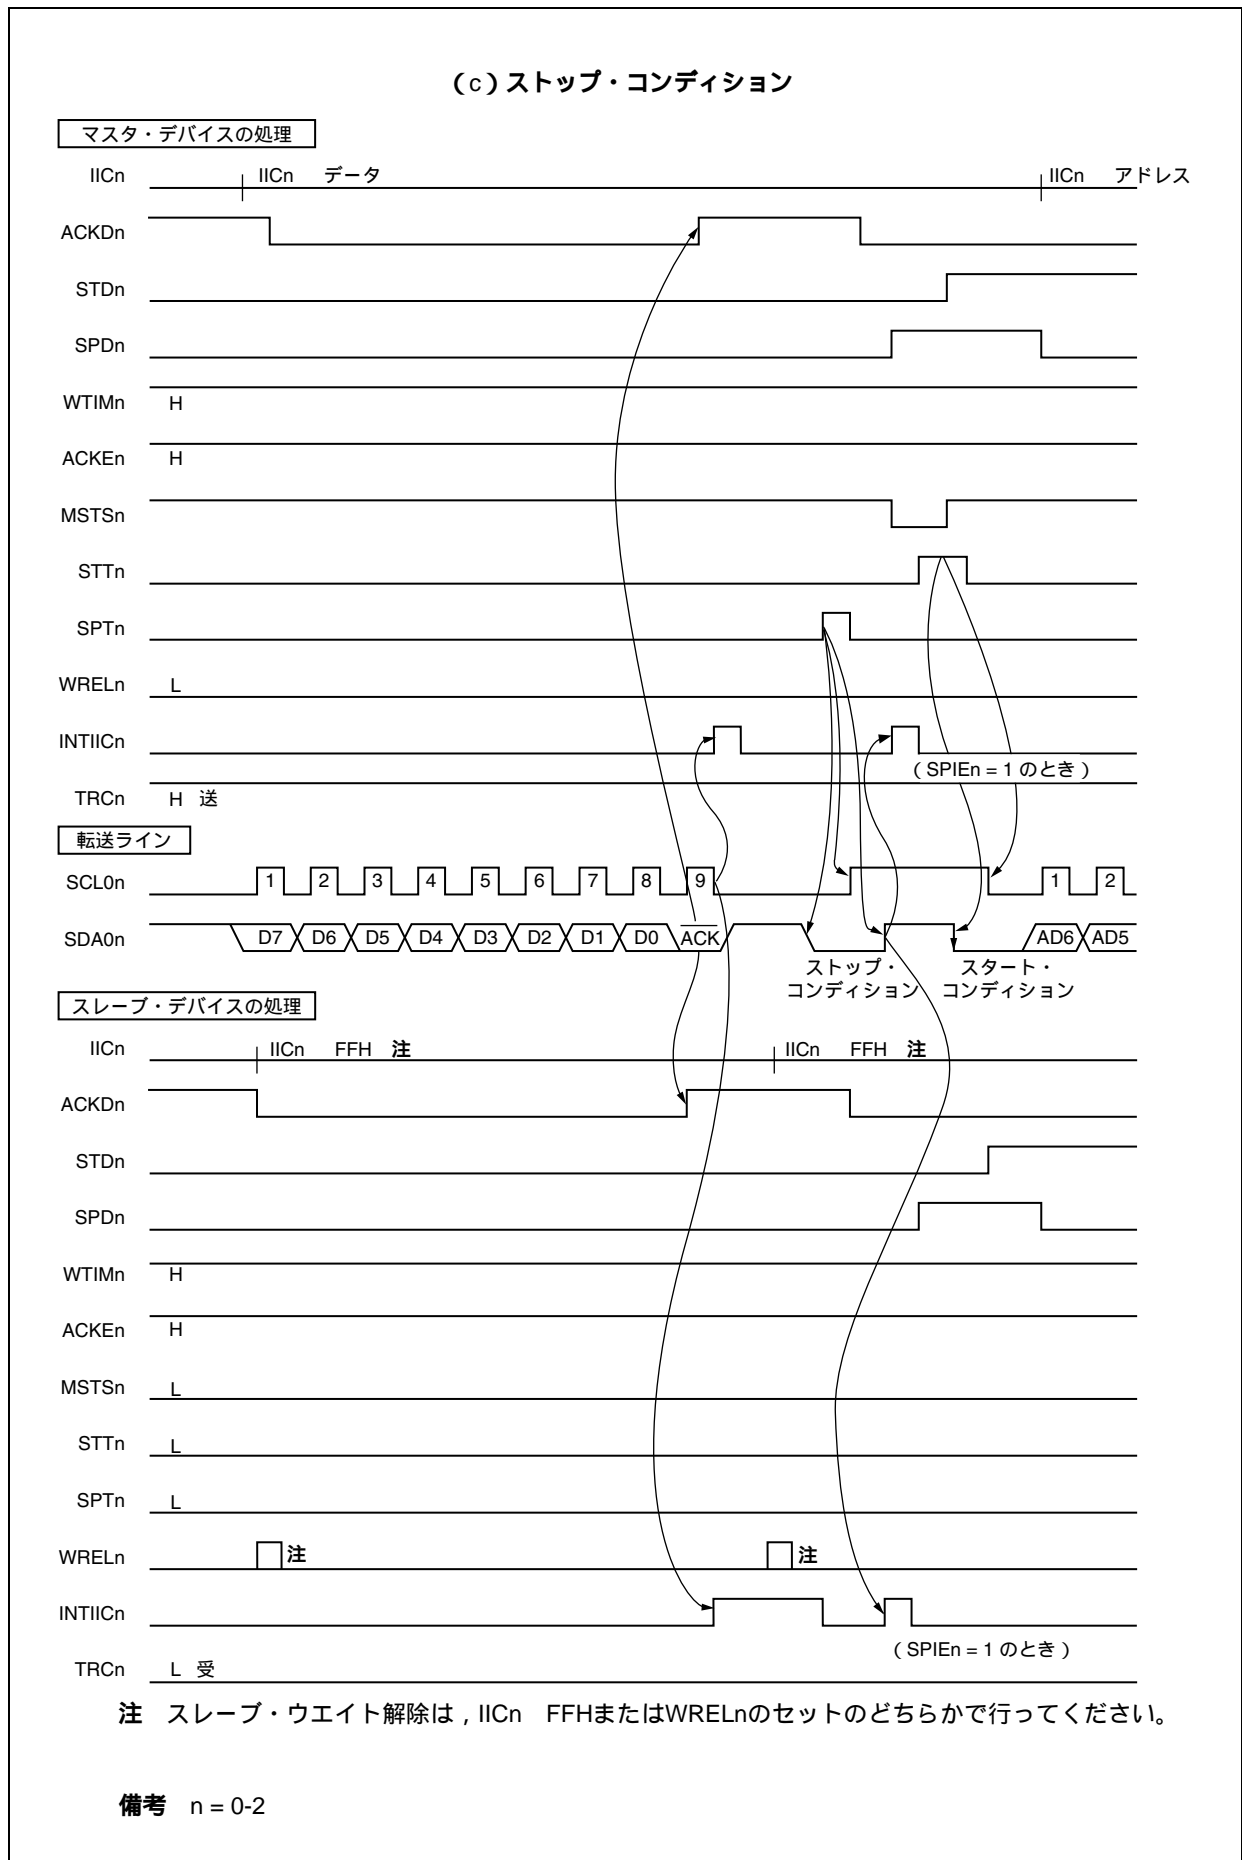 (c)ストップ・コンディション
マスタ・デバイスの処理
IICn IICn データ IICn アドレス
ACKDn
STDn
SPDn
WTIMn H
ACKEn H
MSTSn
STTn
SPTn
WRELn L
INTIICn
(SPIEn = 1 のとき)
TRCn H 送
転送ライン
SCL0n 1 2 3 4 5 6 7 8 9 1 2
SDA0n D7 D6 D5 D4 D3 D2 D1 D0 ACK AD6 AD5
ストップ・ スタート・
コンディション コンディション
スレーブ・デバイスの処理
IICn IICn FFH 注 IICn FFH 注
ACKDn
STDn
SPDn
WTIMn H
ACKEn H
MSTSn L
STTn L
SPTn L
WRELn 注 注
INTIICn
(SPIEn = 1 のとき)
TRCn L 受
注 スレーブ・ウエイト解除は,IICn FFHまたはWRELnのセットのどちらかで行ってください。
備考 n = 0-2